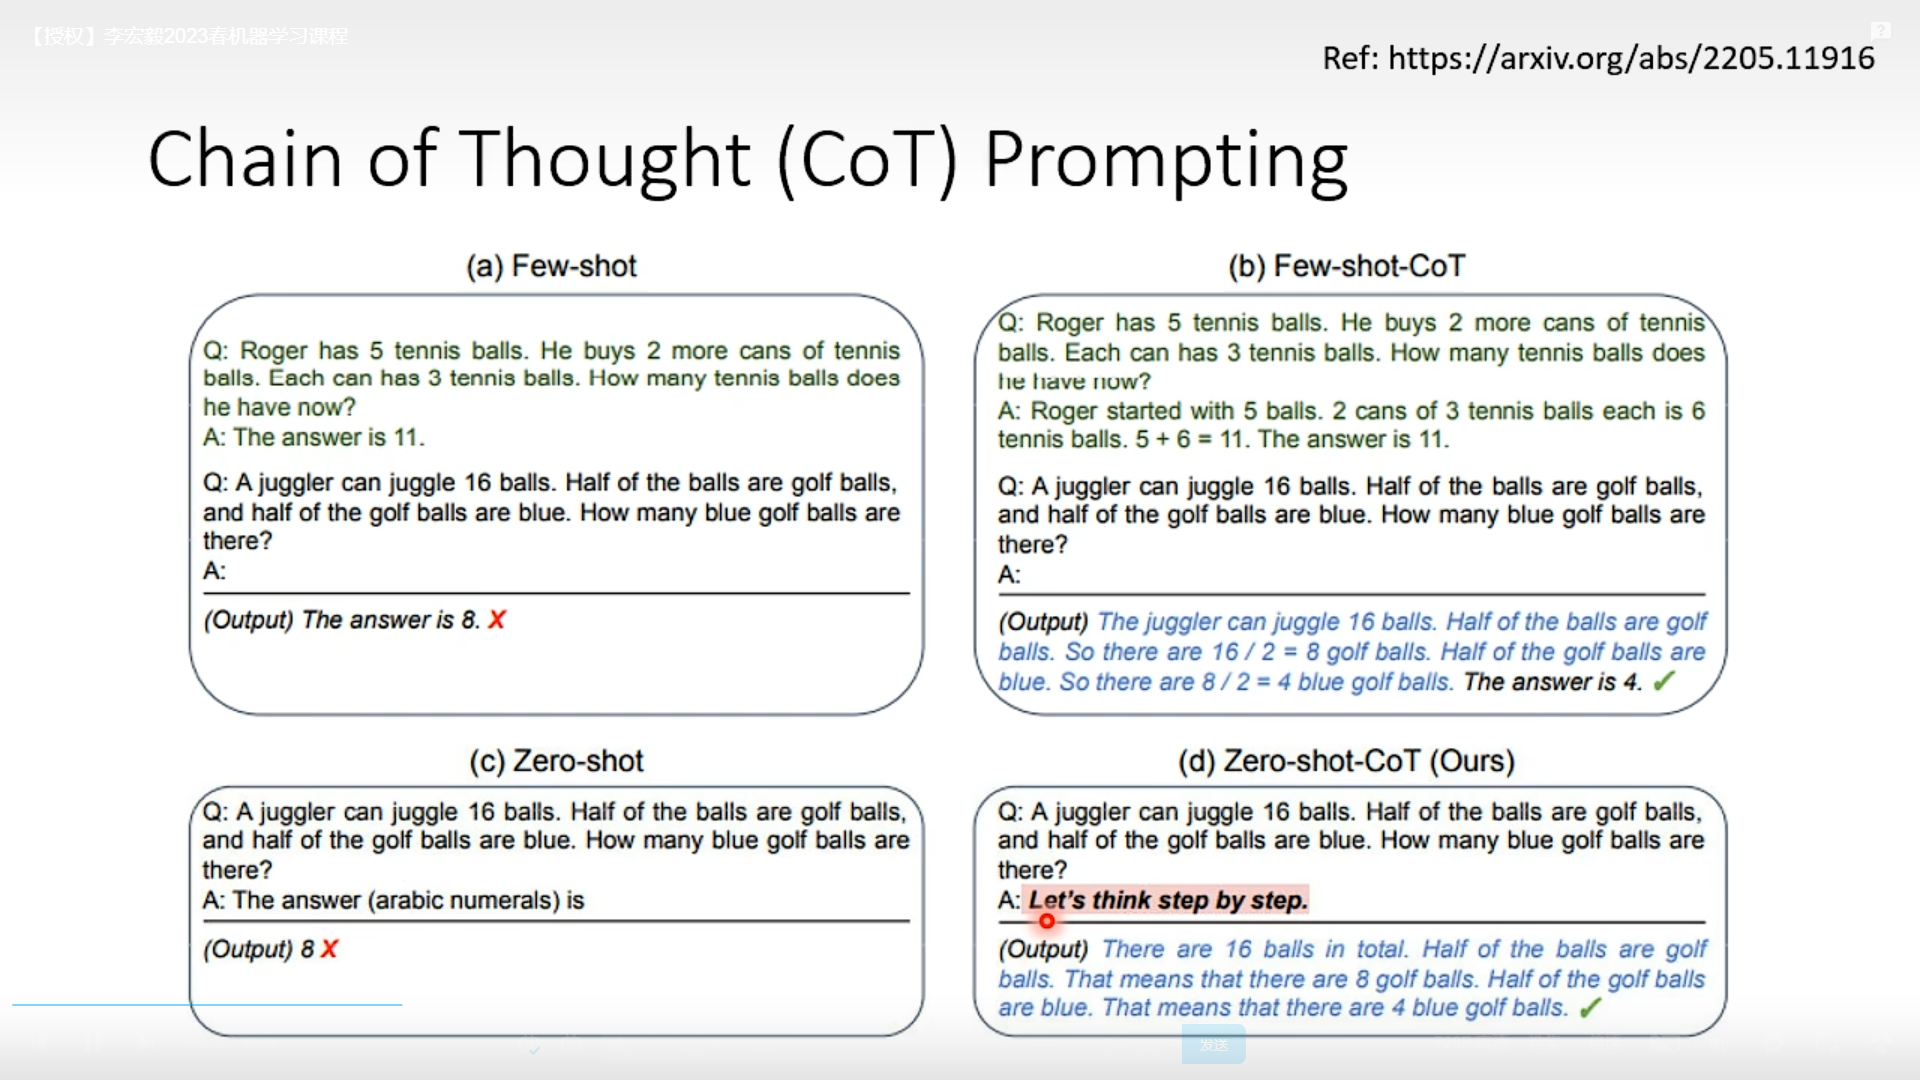 【授权】李宏毅2023春机器学习课程
Ref: https://arxiv.org/abs/2205.11916
Chain of Thought (CoT) Prompting
(a) Few-shot
Q: Roger has 5 tennis balls. He buys 2 more cans of tennis
balls. Each can has 3 tennis balls. How many tennis balls does
he have now?
A: The answer is 11.
Q: A juggler can juggle 16 balls. Half of the balls are golf balls,
and half of the golf balls are blue. How many blue golf balls are
there?
A:
(Output) The answer is 8. X
(b) Few-shot-CoT
Q: Roger has 5 tennis balls. He buys 2 more cans of tennis
balls. Each can has 3 tennis balls. How many tennis balls does
he have now?
A: Roger started with 5 balls. 2 cans of 3 tennis balls each is 6
tennis balls. 5 + 6 = 11. The answer is 11.
Q: A juggler can juggle 16 balls. Half of the balls are golf balls,
and half of the golf balls are blue. How many blue golf balls are
there?
A:
(Output) The juggler can juggle 16 balls. Half of the balls are golf
balls. So there are 16 / 2 = 8 golf balls. Half of the golf balls are
blue. So there are 8 / 2 = 4 blue golf balls. The answer is 4. ✓
(c) Zero-shot
Q: A juggler can juggle 16 balls. Half of the balls are golf balls,
and half of the golf balls are blue. How many blue golf balls are
there?
A: The answer (arabic numerals) is
(Output) 8 X
(d) Zero-shot-CoT (Ours)
Q: A juggler can juggle 16 balls. Half of the balls are golf balls,
and half of the golf balls are blue. How many blue golf balls are
there?
A: Let's think step by step.
(Output) There are 16 balls in total. Half of the balls are golf
balls. That means that there are 8 golf balls. Half of the golf balls
are blue. That means that there are 4 blue golf balls. ✓
发送